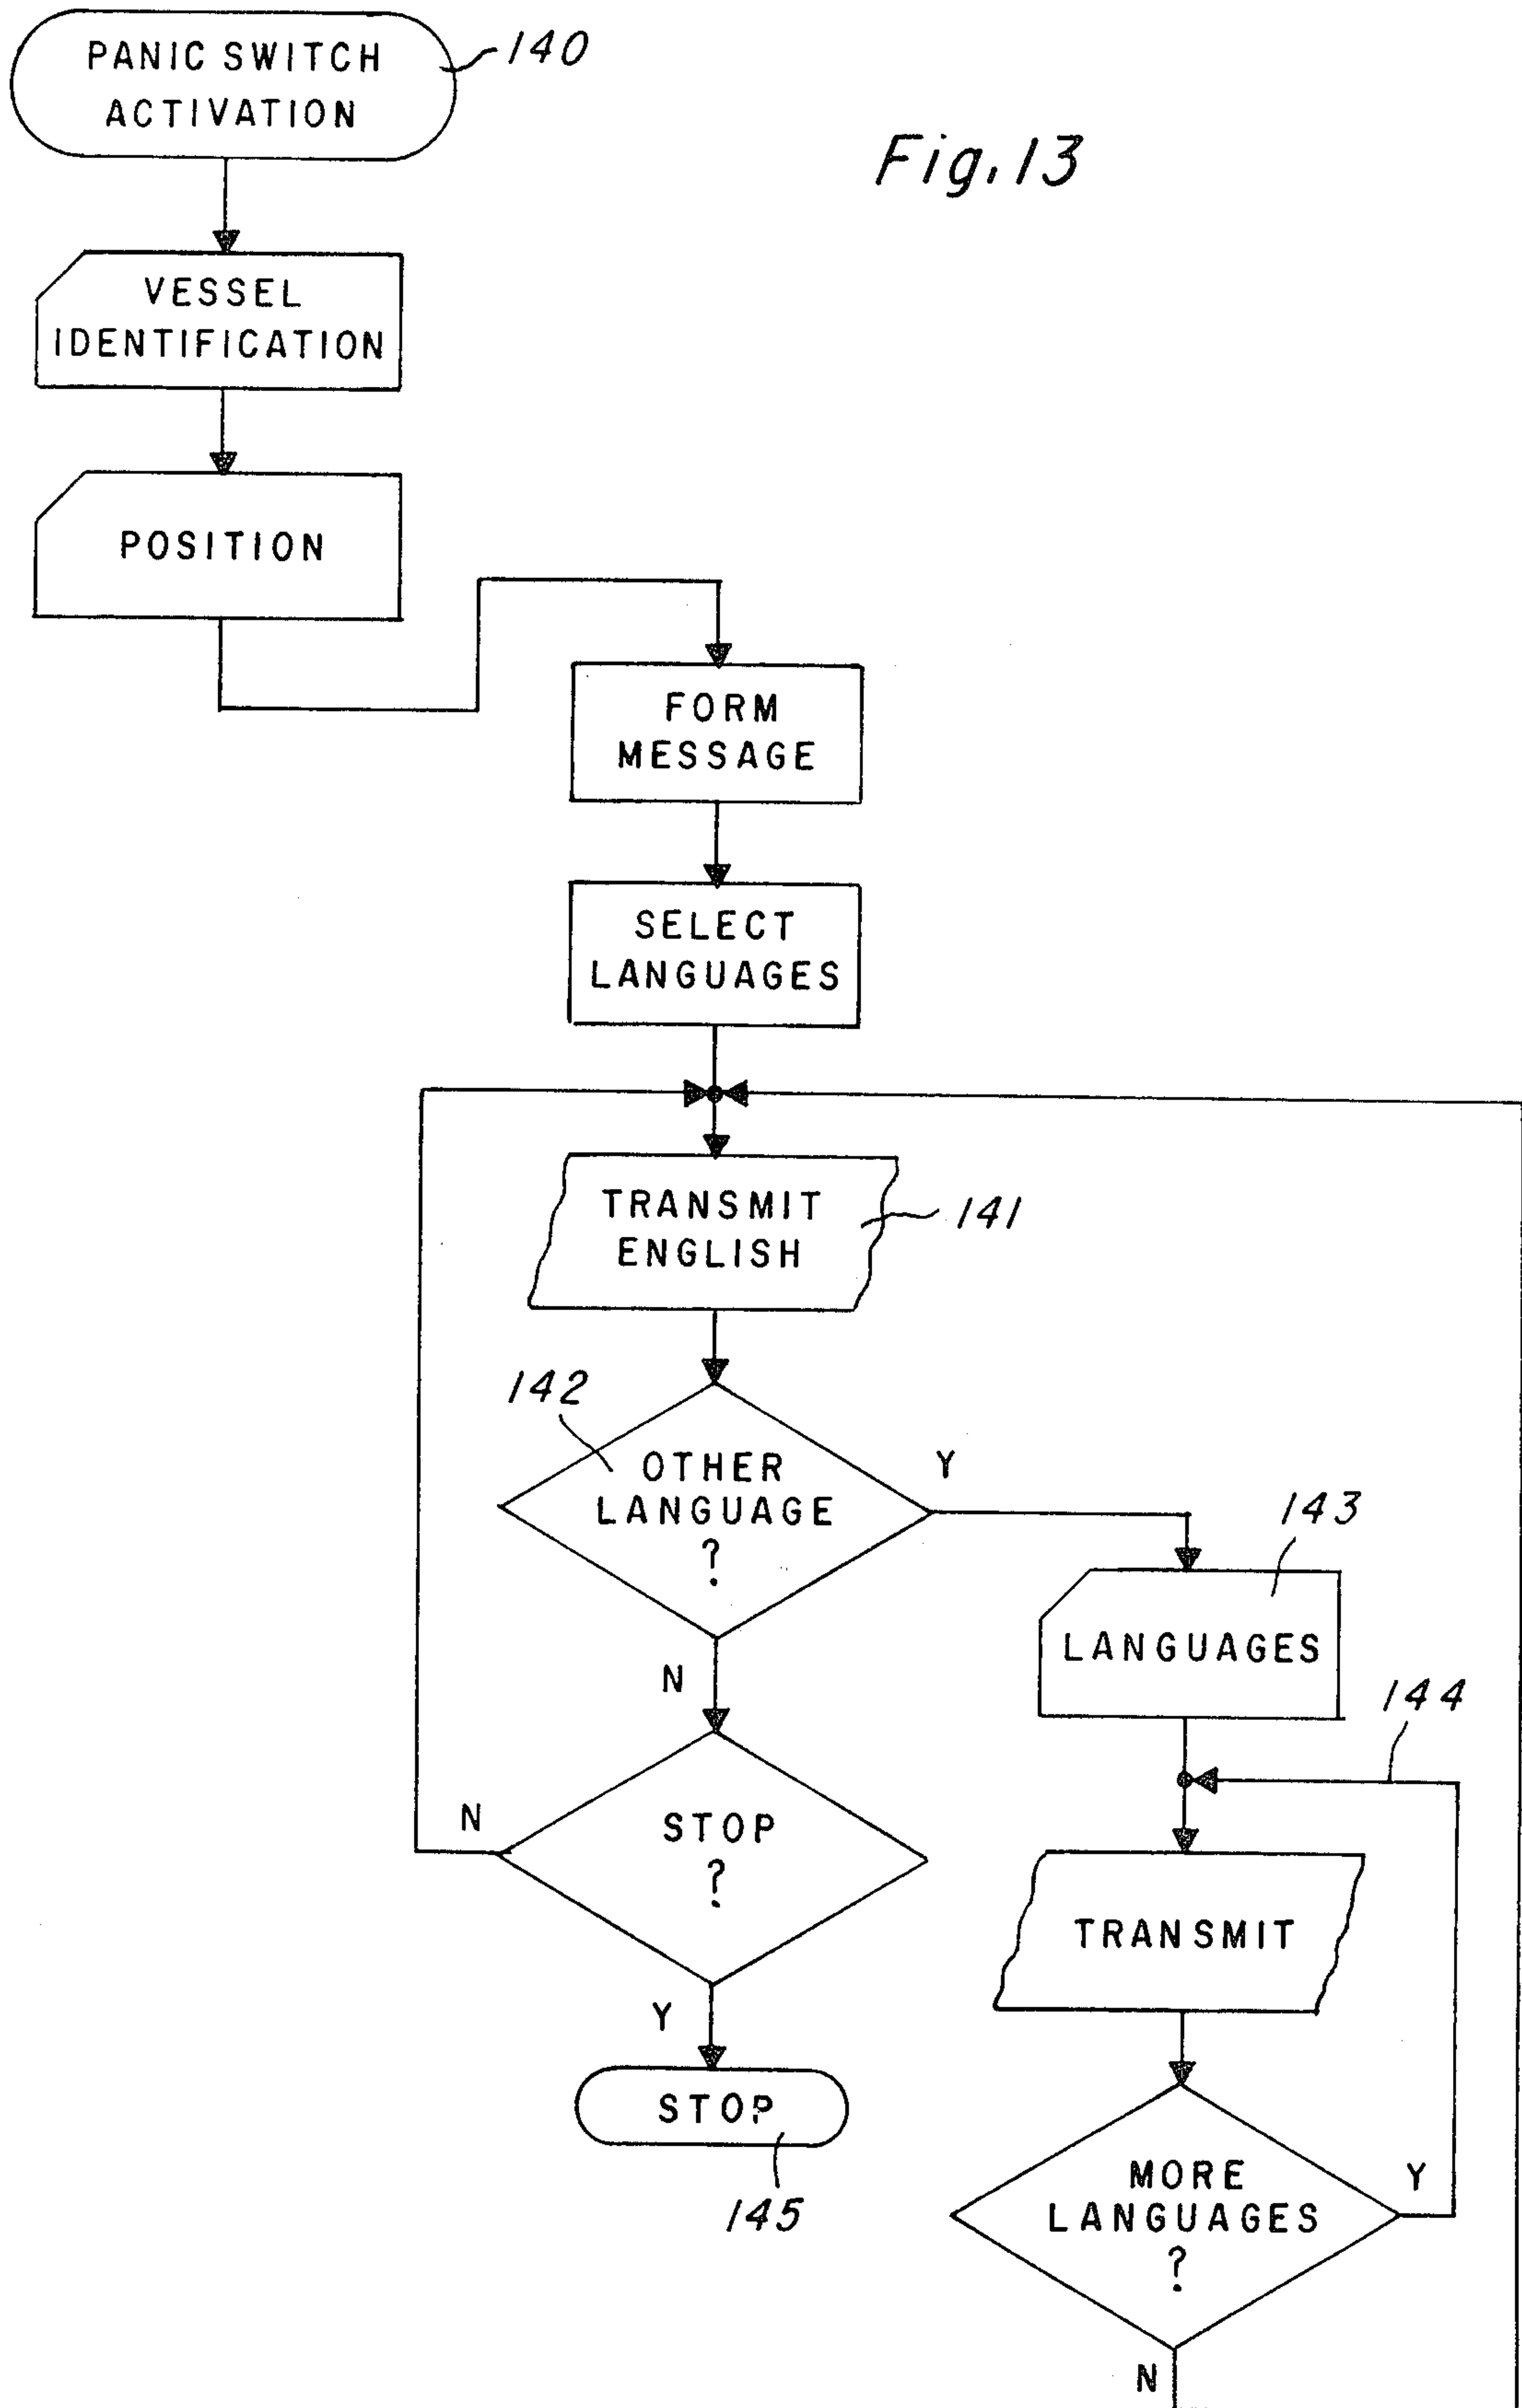 PANIC SWITCH
ACTIVATION
140
Fig. 13
VESSEL
IDENTIFICATION
POSITION
FORM
MESSAGE
SELECT
LANGUAGES
TRANSMIT
ENGLISH
141
142
OTHER
LANGUAGE
?
Y
143
LANGUAGES
N
144
STOP
?
N
TRANSMIT
Y
STOP
145
MORE
LANGUAGES
?
Y
N